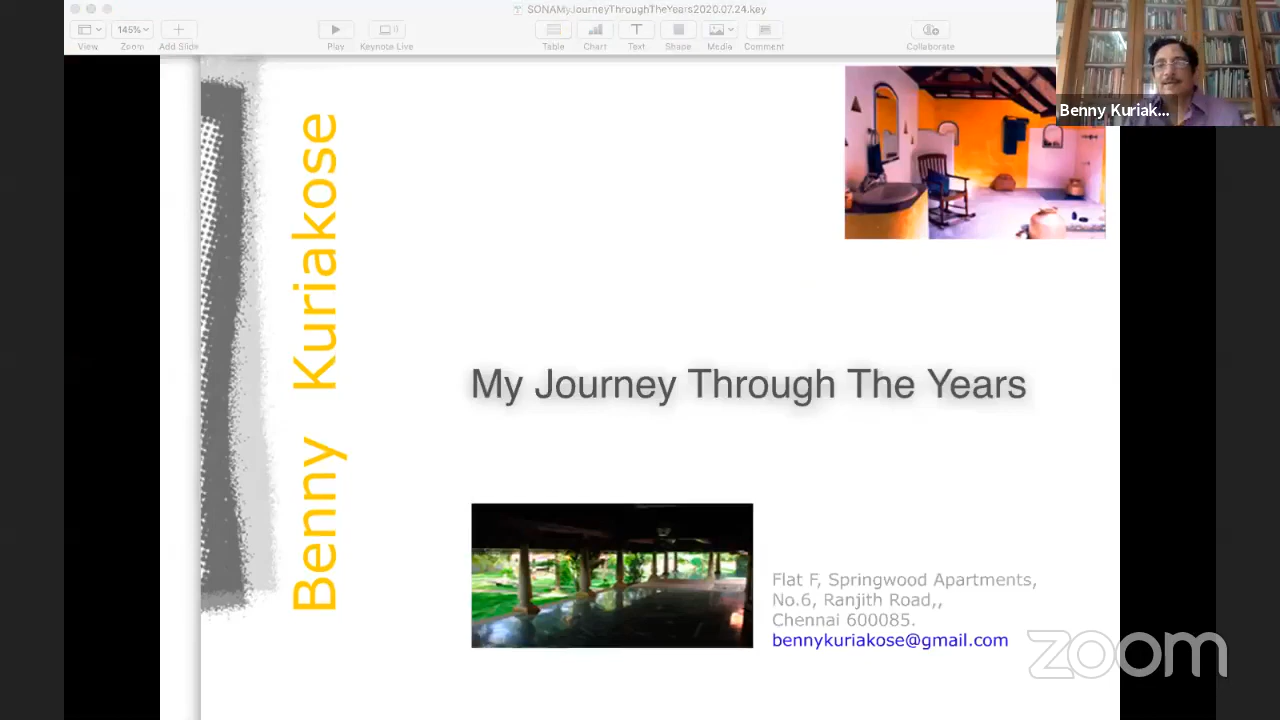 SONAMyJourneyThroughTheYears2020.07.24.key
145%
View
Zoom
Add Slide
Play
Keynote Live
Table
Chart
Text
Shape
Media
Comment
Collaborate
Benny Kuriak...
Benny Kuriakose
My Journey Through The Years
Flat F, Springwood Apartments,
No.6, Ranjith Road,,
Chennai 600085.
bennykuriakose@gmail.com
zoom